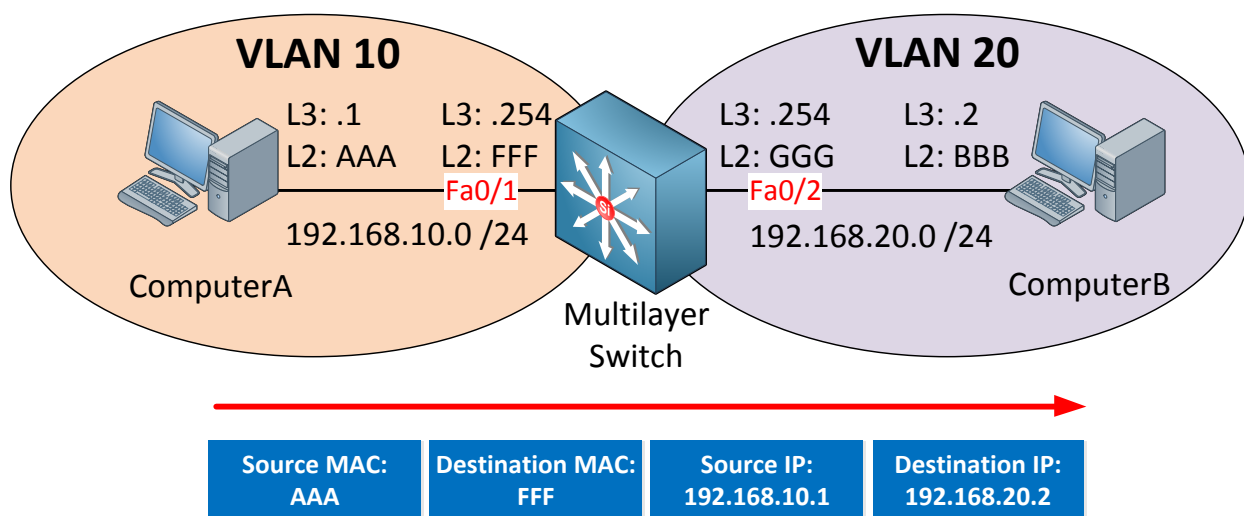 VLAN 10
VLAN 20
L3: .1
L3: .254
L3: .254
L3: .2
L2: AAA
L2: FFF
L2: GGG
L2: BBB
Fa0/1
Fa0/2
Si
192.168.10.0 /24
192.168.20.0 /24
ComputerA
ComputerB
Multilayer
Switch
Source MAC:
AAA
Destination MAC:
FFF
Source IP:
192.168.10.1
Destination IP:
192.168.20.2